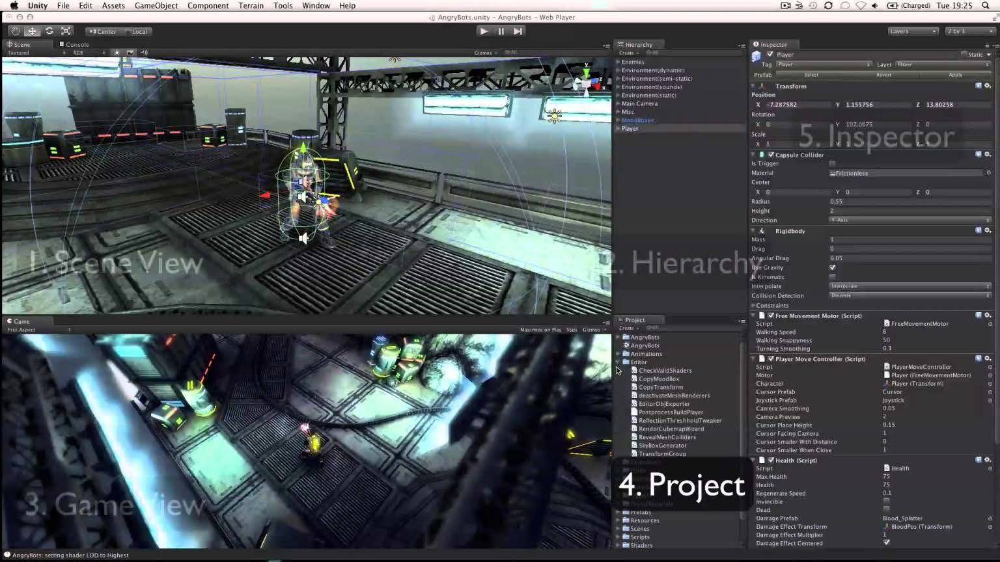 Unity File Edit Assets GameObject Component Terrain Tools Window Help (Charged) Tue 19:25
AngryBots.unity - AngryBots - Web Player
Center Local Layers 2 by 3
Scene Console
Textured RGB Gizmos All
1. Scene View
Game
Free Aspect Maximize on Play Stats Gizmos
3. Game View
Hierarchy
Create All
Enemies
Environment(dynamic)
Environment(semi-static)
Environment(sounds)
Environment(static)
Main Camera
Misc
MoodBoxes
Player
2. Hierarchy
Project
Create All
AngryBots
AngryBots
Animations
Editor
CheckValidShaders
CopyMoodBox
CopyTransform
deactivateMeshRenderers
EditorObjExporter
PostprocessBuildPlayer
ReflectionThreshholdTweaker
RenderCubemapWizard
RevealMeshColliders
SkyBoxGenerator
TransformGroup
4. Project
Prefabs
Resources
Scenes
Scripts
Shaders
Inspector
Player Static
Tag Player Layer Player
Prefab Select Revert Apply
Transform
Position
X -7.287582 Y 1.155756 Z 13.80258
Rotation
X 0 Y 107.0675 Z 0
Scale
X 1 Y 1 Z 1
5. Inspector
Capsule Collider
Is Trigger
Material Frictionless
Center
X 0 Y 0 Z 0
Radius 0.55
Height 2
Direction Y-Axis
Rigidbody
Mass 1
Drag 0
Angular Drag 0.05
Use Gravity
Is Kinematic
Interpolate Interpolate
Collision Detection Discrete
Constraints
Free Movement Motor (Script)
Script FreeMovementMotor
Walking Speed 6
Walking Snappyness 50
Turning Smoothing 0.3
Player Move Controller (Script)
Script PlayerMoveController
Motor Player (FreeMovementMotor)
Character Player (Transform)
Cursor Prefab Cursor
Joystick Prefab Joystick
Camera Smoothing 0.05
Camera Preview 2
Cursor Plane Height 0.15
Cursor Facing Camera 1
Cursor Smaller With Distance 0
Cursor Smaller When Close 1
Health (Script)
Script Health
Max Health 75
Health 75
Regenerate Speed 0.1
Invincible
Dead
Damage Prefab Blood_Splatter
Damage Effect Transform BloodPos (Transform)
Damage Effect Multiplier 1
Damage Effect Centered
AngryBots: setting shader LOD to Highest